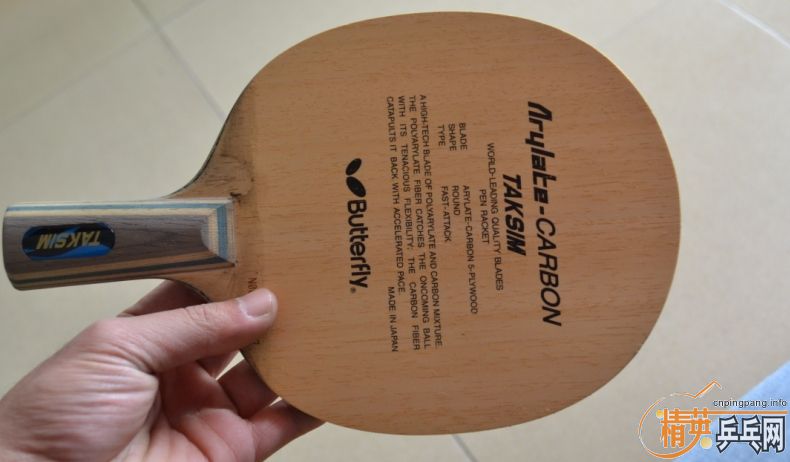 Arylate-CARBON
TAKSIM
WORLD-LEADING QUALITY BLADES
PEN RACKET
BLADE ARYLATE-CARBON 5-PLYWOOD
SHAPE ROUND
TYPE FAST-ATTACK
A HIGH-TECH BLADE OF POLYARYLATE AND CARBON MIXTURE.
THE POLYARYLATE FIBER CATCHES THE ONCOMING BALL
WITH ITS TENACIOUS FLEXIBILITY; THE CARBON FIBER
CATAPULTS IT BACK WITH ACCELERATED PACE.
MADE IN JAPAN
Butterfly®
TAKSIM
cnpingpang.info
精英乒乓网